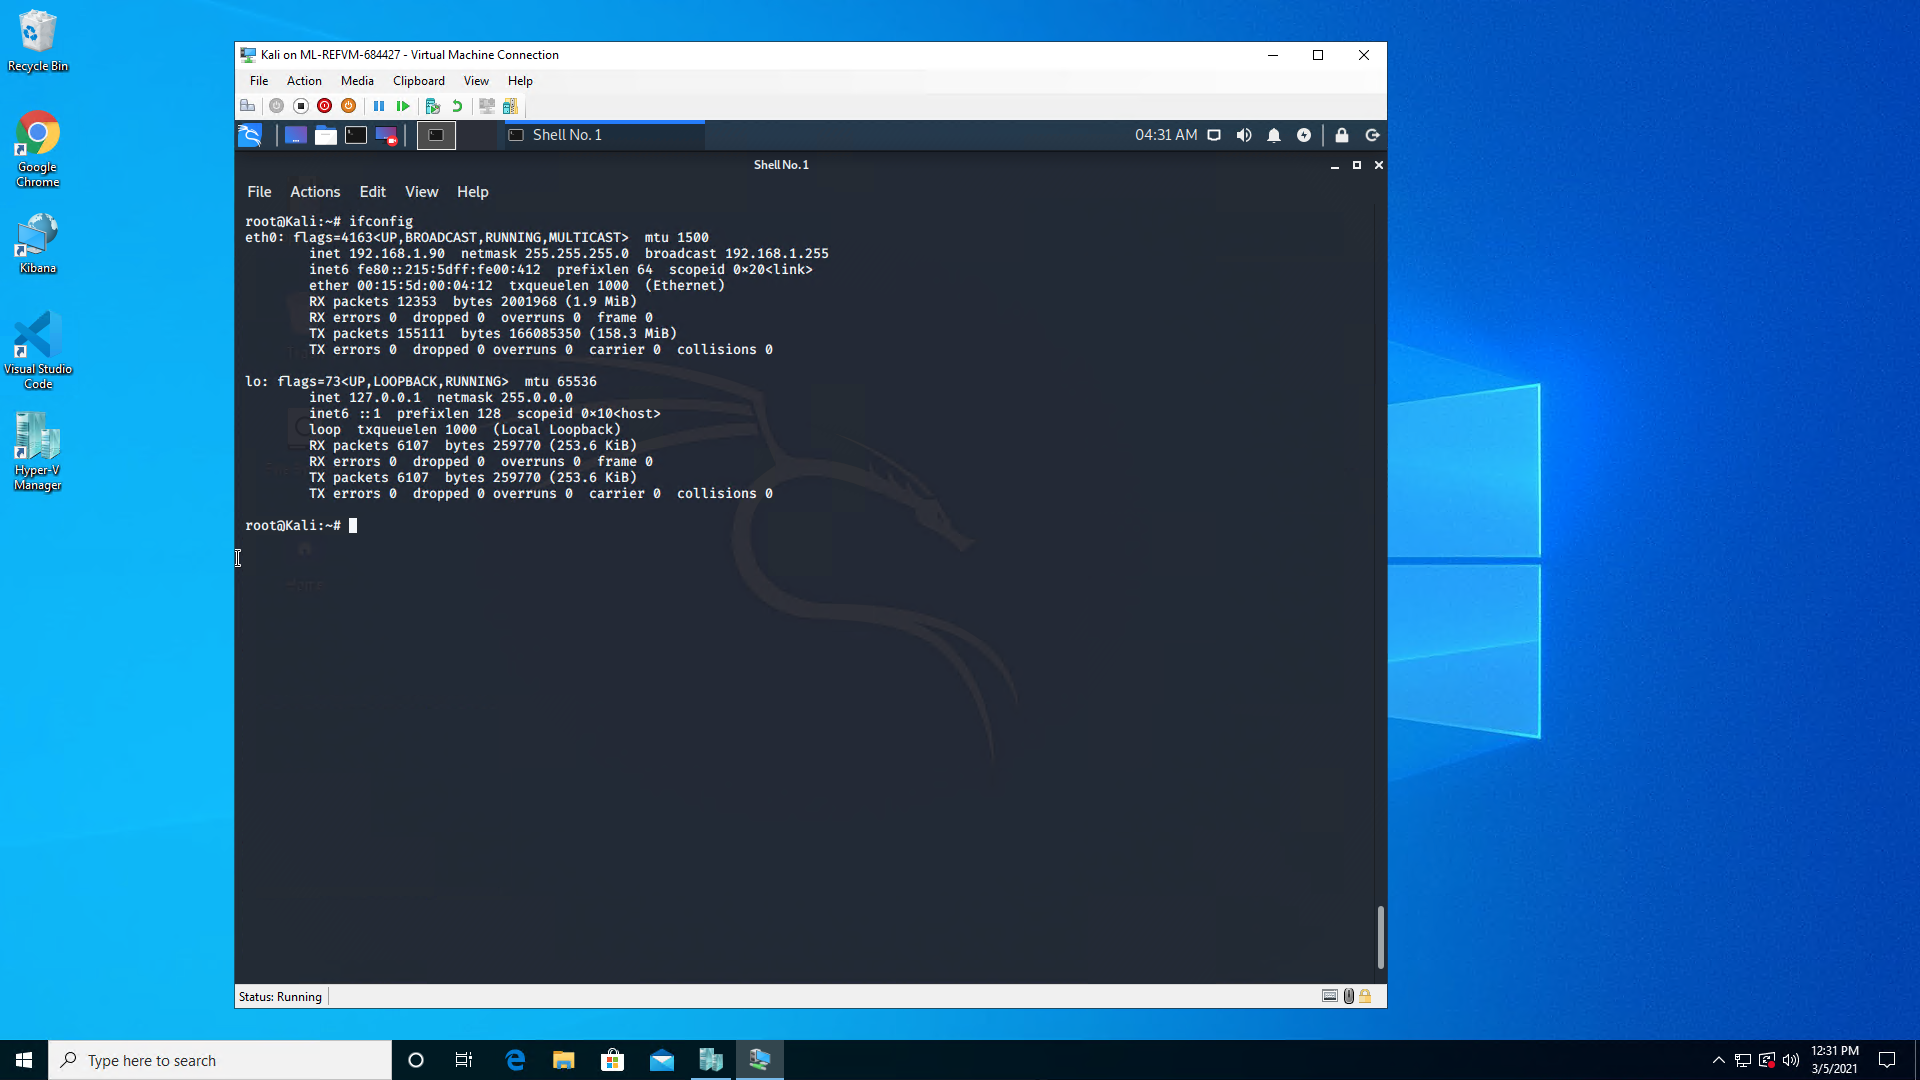 Recycle Bin
Google
Chrome
Kibana
Visual Studio
Code
Hyper-V
Manager
Kali on ML-REFVM-684427 - Virtual Machine Connection
File Action Media Clipboard View Help
Shell No. 1
04:31 AM
Shell No. 1
File Actions Edit View Help
root@Kali:~# ifconfig
eth0: flags=4163<UP,BROADCAST,RUNNING,MULTICAST>  mtu 1500
        inet 192.168.1.90  netmask 255.255.255.0  broadcast 192.168.1.255
        inet6 fe80::215:5dff:fe00:412  prefixlen 64  scopeid 0×20<link>
        ether 00:15:5d:00:04:12  txqueuelen 1000  (Ethernet)
        RX packets 12353  bytes 2001968 (1.9 MiB)
        RX errors 0  dropped 0  overruns 0  frame 0
        TX packets 155111  bytes 166085350 (158.3 MiB)
        TX errors 0  dropped 0 overruns 0  carrier 0  collisions 0
lo: flags=73<UP,LOOPBACK,RUNNING>  mtu 65536
        inet 127.0.0.1  netmask 255.0.0.0
        inet6 ::1  prefixlen 128  scopeid 0×10<host>
        loop  txqueuelen 1000  (Local Loopback)
        RX packets 6107  bytes 259770 (253.6 KiB)
        RX errors 0  dropped 0  overruns 0  frame 0
        TX packets 6107  bytes 259770 (253.6 KiB)
        TX errors 0  dropped 0 overruns 0  carrier 0  collisions 0
root@Kali:~#
Home
Status: Running
Type here to search
12:31 PM
3/5/2021